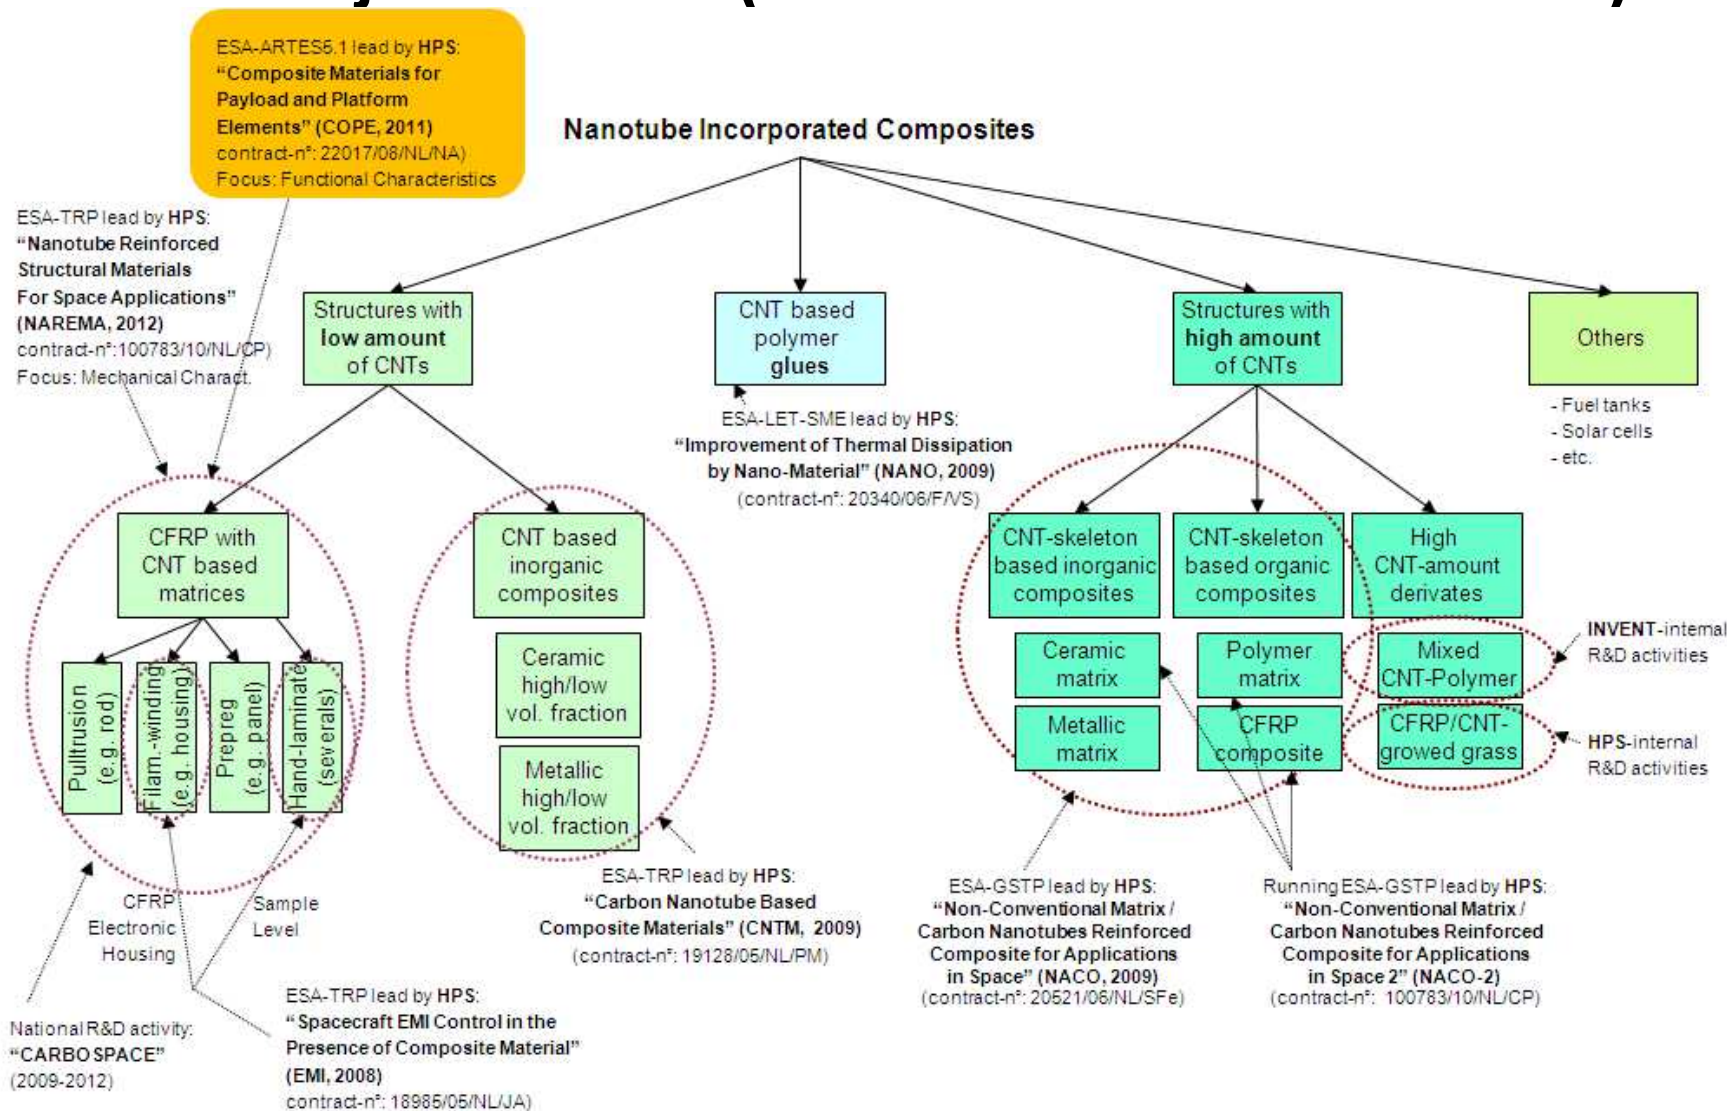 ESA-ARTES5.1 lead by HPS:
“Composite Materials for
Payload and Platform
Elements” (COPE, 2011)
contract-n°: 22017/08/NL/NA)
Focus: Functional Characteristics
Nanotube Incorporated Composites
ESA-TRP lead by HPS:
“Nanotube Reinforced
Structural Materials
For Space Applications”
(NAREMA, 2012)
contract-n°:100783/10/NL/CP)
Focus: Mechanical Charact.
Structures with
low amount
of CNTs
CNT based
polymer
glues
Structures with
high amount
of CNTs
Others
- Fuel tanks
- Solar cells
- etc.
ESA-LET-SME lead by HPS:
“Improvement of Thermal Dissipation
by Nano-Material” (NANO, 2009)
(contract-n°: 20340/06/F/VS)
CFRP with
CNT based
matrices
CNT based
inorganic
composites
CNT-skeleton
based inorganic
composites
CNT-skeleton
based organic
composites
High
CNT-amount
derivates
Pulltrusion
(e.g. rod)
Filam.-winding
(e.g. housing)
Prepreg
(e.g. panel)
Hand-laminate
(severals)
Ceramic
high/low
vol. fraction
Metallic
high/low
vol. fraction
Ceramic
matrix
Metallic
matrix
Polymer
matrix
CFRP
composite
Mixed
CNT-Polymer
CFRP/CNT-
growed grass
INVENT-internal
R&D activities
HPS-internal
R&D activities
CFRP
Electronic
Housing
Sample
Level
ESA-TRP lead by HPS:
“Carbon Nanotube Based
Composite Materials” (CNTM, 2009)
(contract-n°: 19128/05/NL/PM)
ESA-GSTP lead by HPS:
“Non-Conventional Matrix /
Carbon Nanotubes Reinforced
Composite for Applications
in Space” (NACO, 2009)
(contract-n°: 20521/06/NL/SFe)
Running ESA-GSTP lead by HPS:
“Non-Conventional Matrix /
Carbon Nanotubes Reinforced
Composite for Applications
in Space 2” (NACO-2)
(contract-n°: 100783/10/NL/CP)
National R&D activity:
“CARBOSPACE”
(2009-2012)
ESA-TRP lead by HPS:
“Spacecraft EMI Control in the
Presence of Composite Material”
(EMI, 2008)
contract-n°: 18985/05/NL/JA)